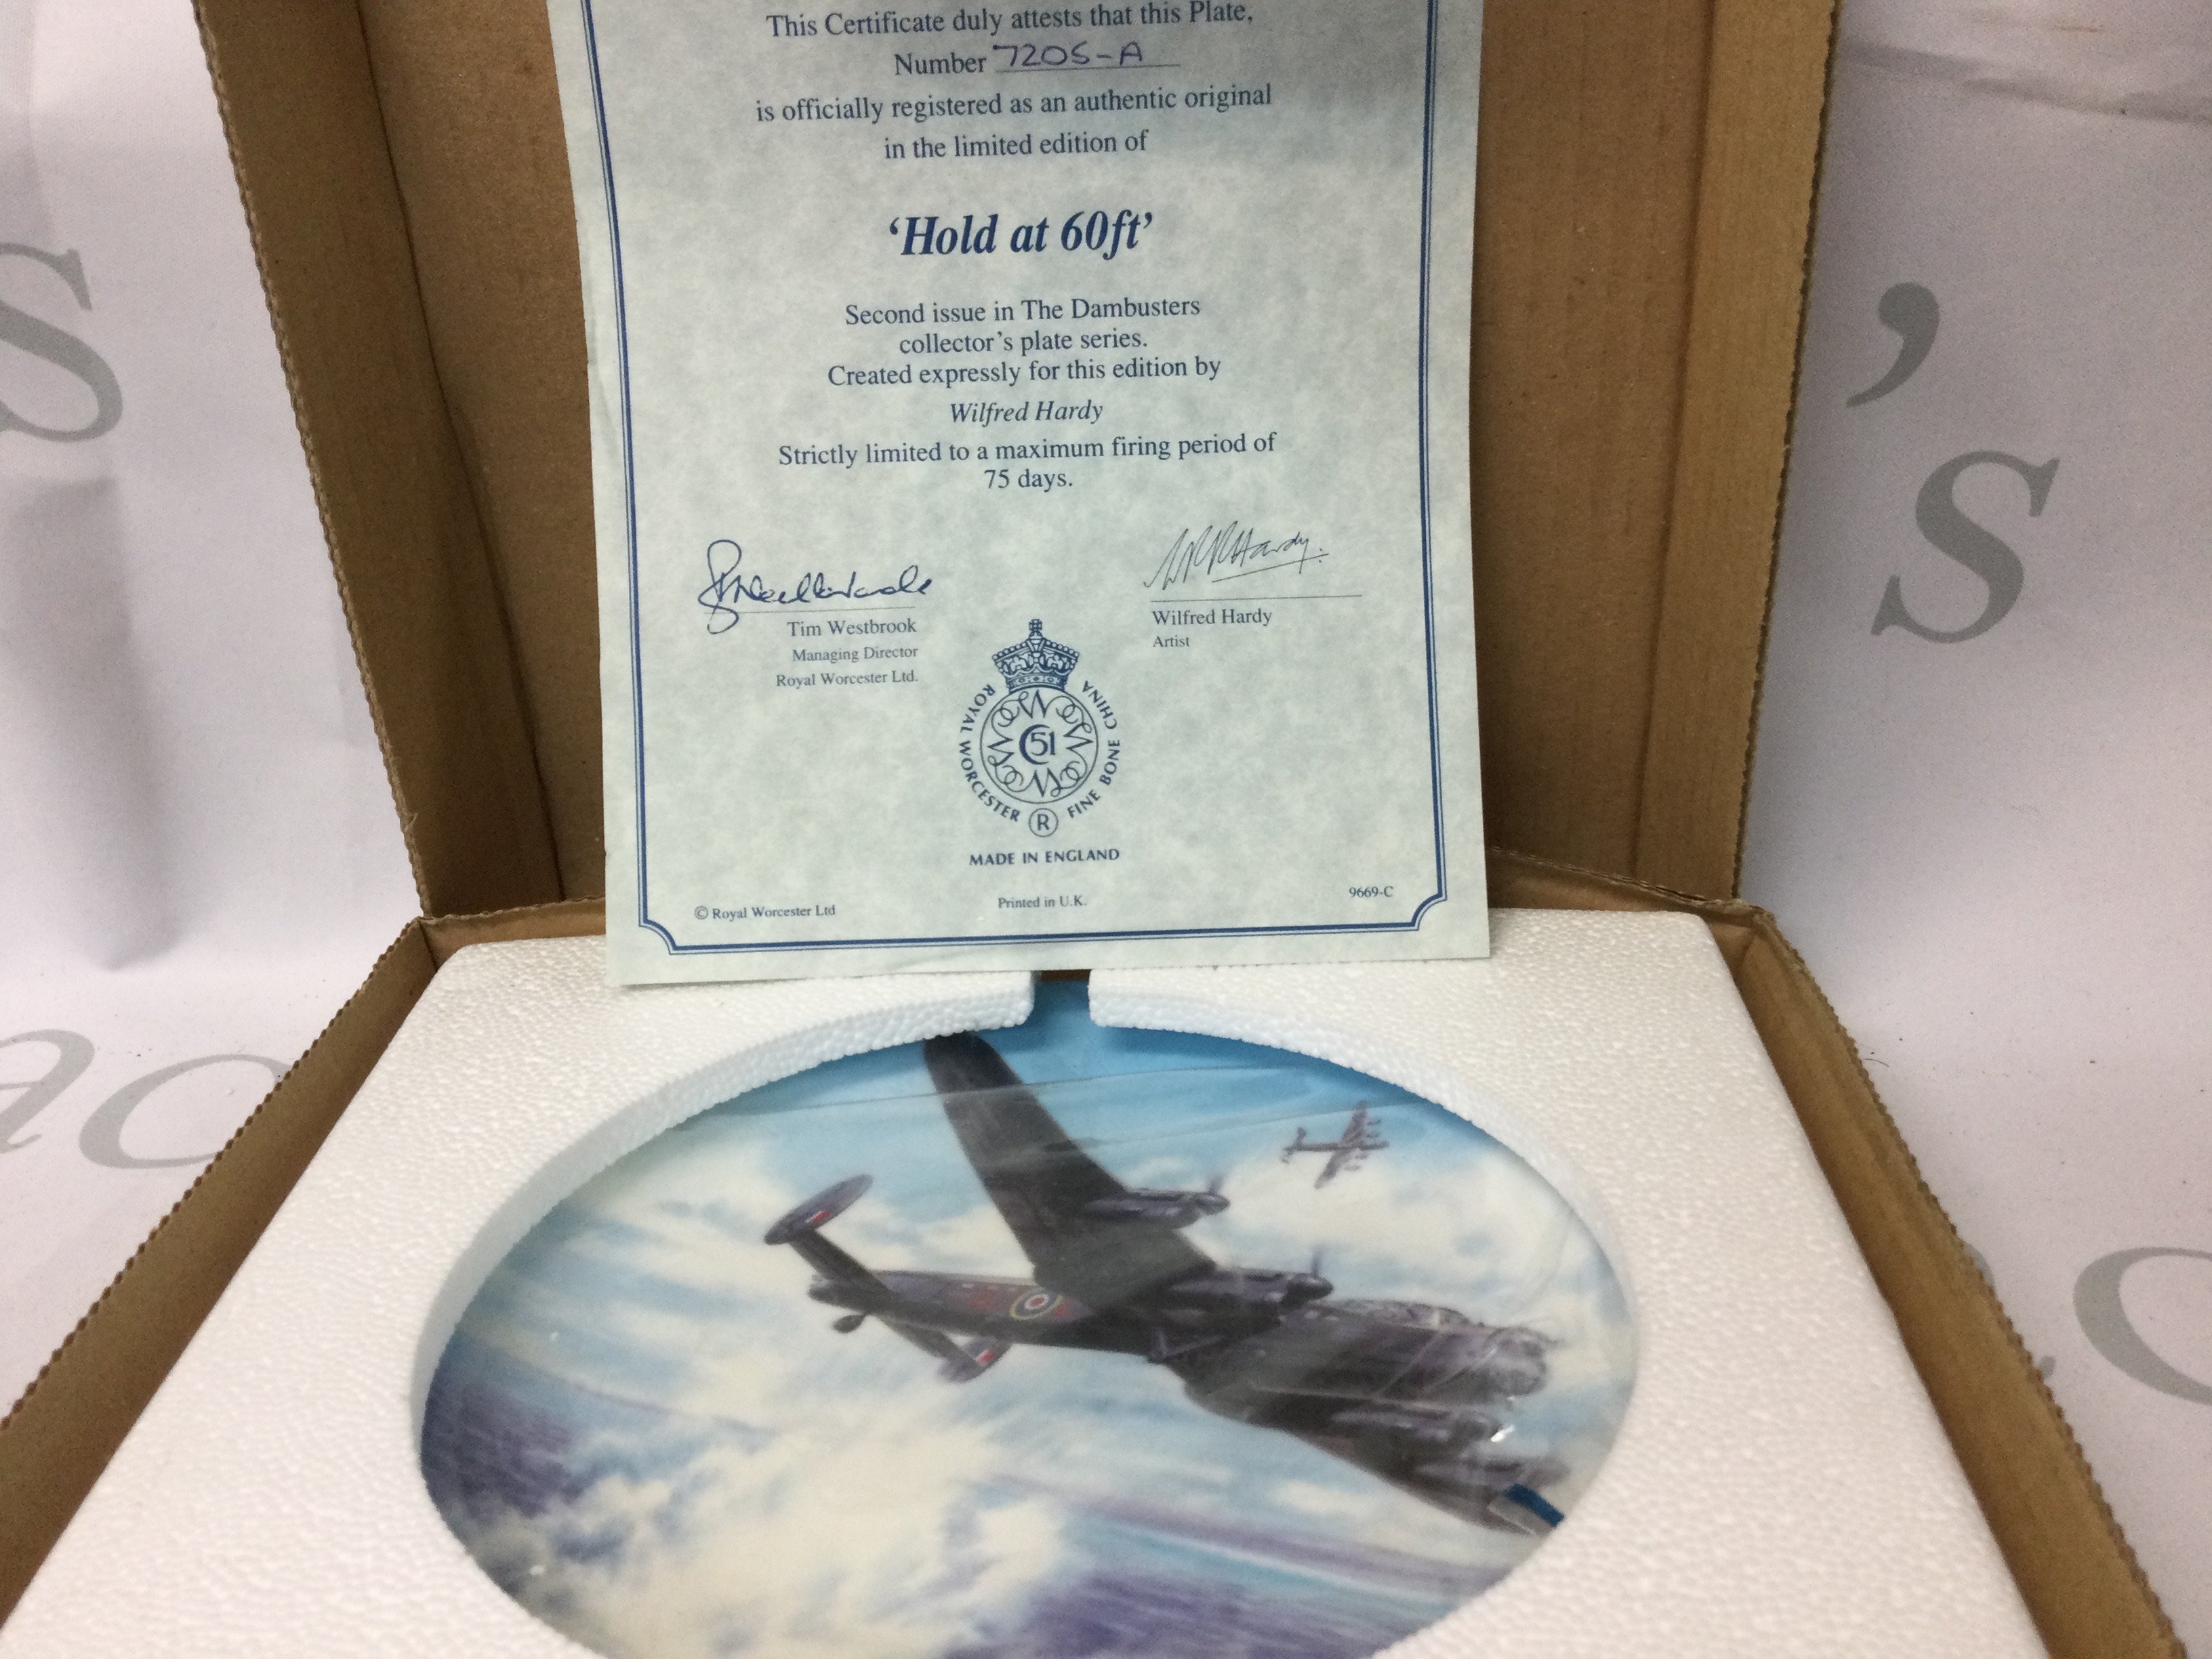 This Certificate duly attests that this Plate,
Number 7205-A
is officially registered as an authentic original
in the limited edition of
‘Hold at 60ft’
Second issue in The Dambusters
collector’s plate series.
Created expressly for this edition by
Wilfred Hardy
Strictly limited to a maximum firing period of
75 days.
WRRHardy.
Tim Westbrook
Managing Director
Royal Worcester Ltd.
Wilfred Hardy
Artist
ROYAL WORCESTER ® FINE BONE CHINA
C51
MADE IN ENGLAND
© Royal Worcester Ltd
Printed in U.K.
9669-C
s
’s